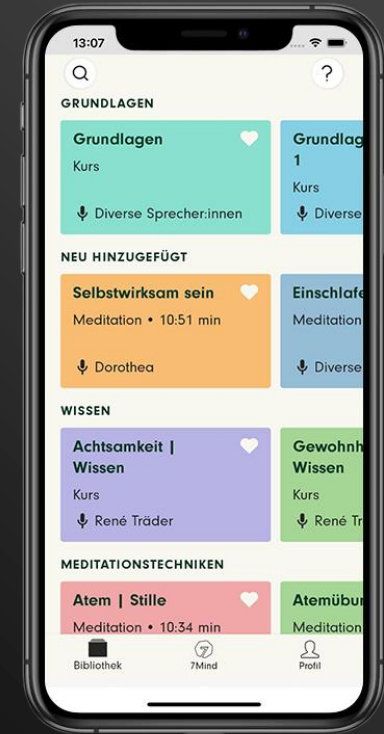 13:07
?
GRUNDLAGEN
Grundlagen
Kurs
Diverse Sprecher:innen
Grundlag
1
Kurs
Diverse
NEU HINZUGEFÜGT
Selbstwirksam sein
Meditation • 10:51 min
Dorothea
Einschlafe
Meditation
Diverse
WISSEN
Achtsamkeit |
Wissen
Kurs
René Träder
Gewohnh
Wissen
Kurs
René Tr
MEDITATIONSTECHNIKEN
Atem | Stille
Meditation • 10:34 min
Atemübun
Meditation
Bibliothek
7
7Mind
Profil